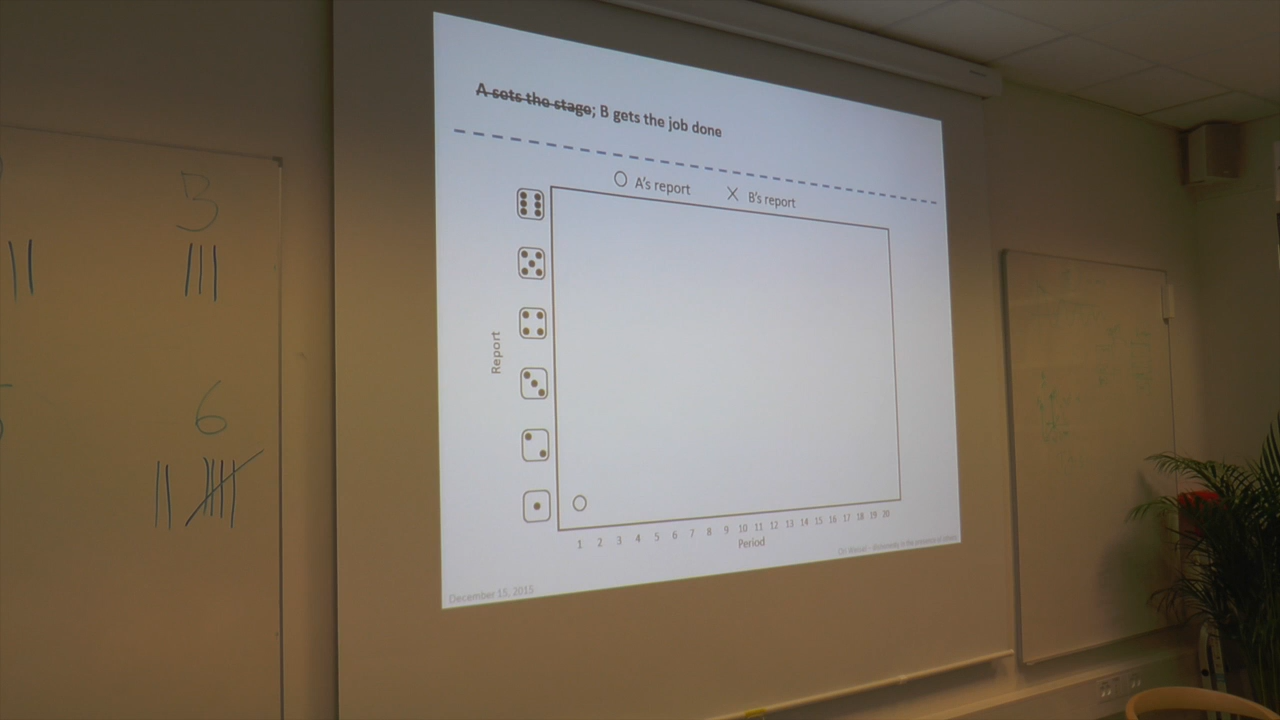 A sets the stage; B gets the job done
A's report B's report
Report
1 2 3 4 5 6 7 8 9 10 11 12 13 14 15 16 17 18 19 20
Period
December 15, 2015
6